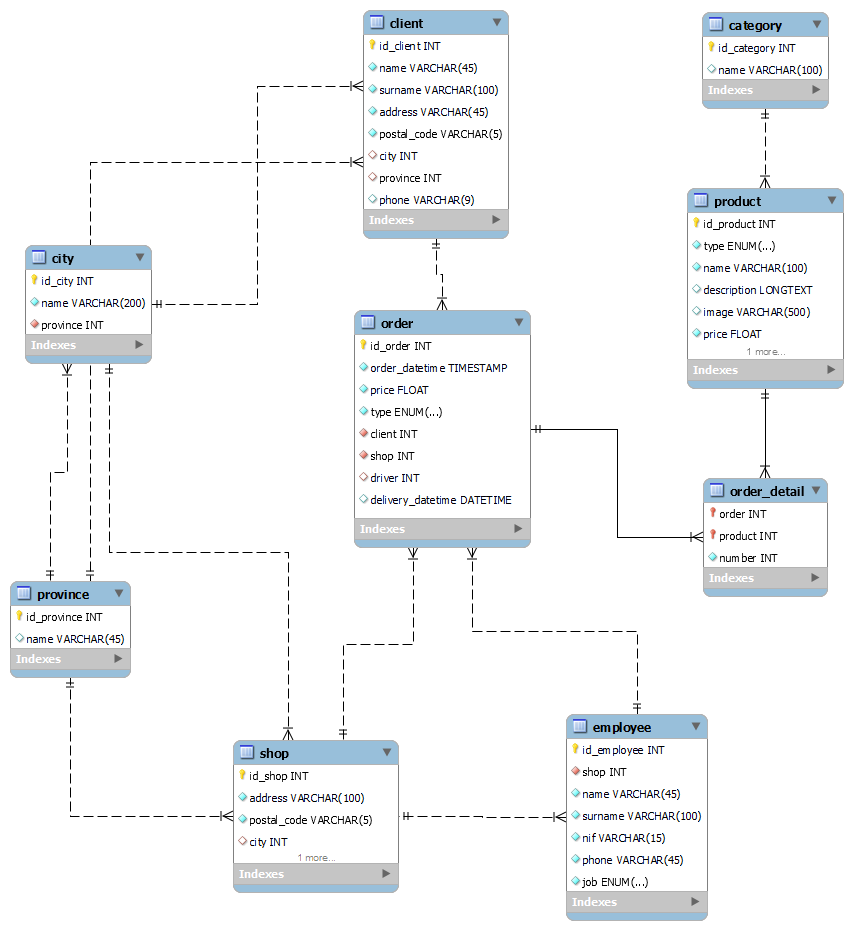 client
id_client INT
name VARCHAR(45)
surname VARCHAR(100)
address VARCHAR(45)
postal_code VARCHAR(5)
city INT
province INT
phone VARCHAR(9)
Indexes
category
id_category INT
name VARCHAR(100)
Indexes
product
id_product INT
type ENUM(...)
name VARCHAR(100)
description LONGTEXT
image VARCHAR(500)
price FLOAT
1 more...
Indexes
city
id_city INT
name VARCHAR(200)
province INT
Indexes
order
id_order INT
order_datetime TIMESTAMP
price FLOAT
type ENUM(...)
client INT
shop INT
driver INT
delivery_datetime DATETIME
Indexes
order_detail
order INT
product INT
number INT
Indexes
province
id_province INT
name VARCHAR(45)
Indexes
shop
id_shop INT
address VARCHAR(100)
postal_code VARCHAR(5)
city INT
1 more...
Indexes
employee
id_employee INT
shop INT
name VARCHAR(45)
surname VARCHAR(100)
nif VARCHAR(15)
phone VARCHAR(45)
job ENUM(...)
Indexes